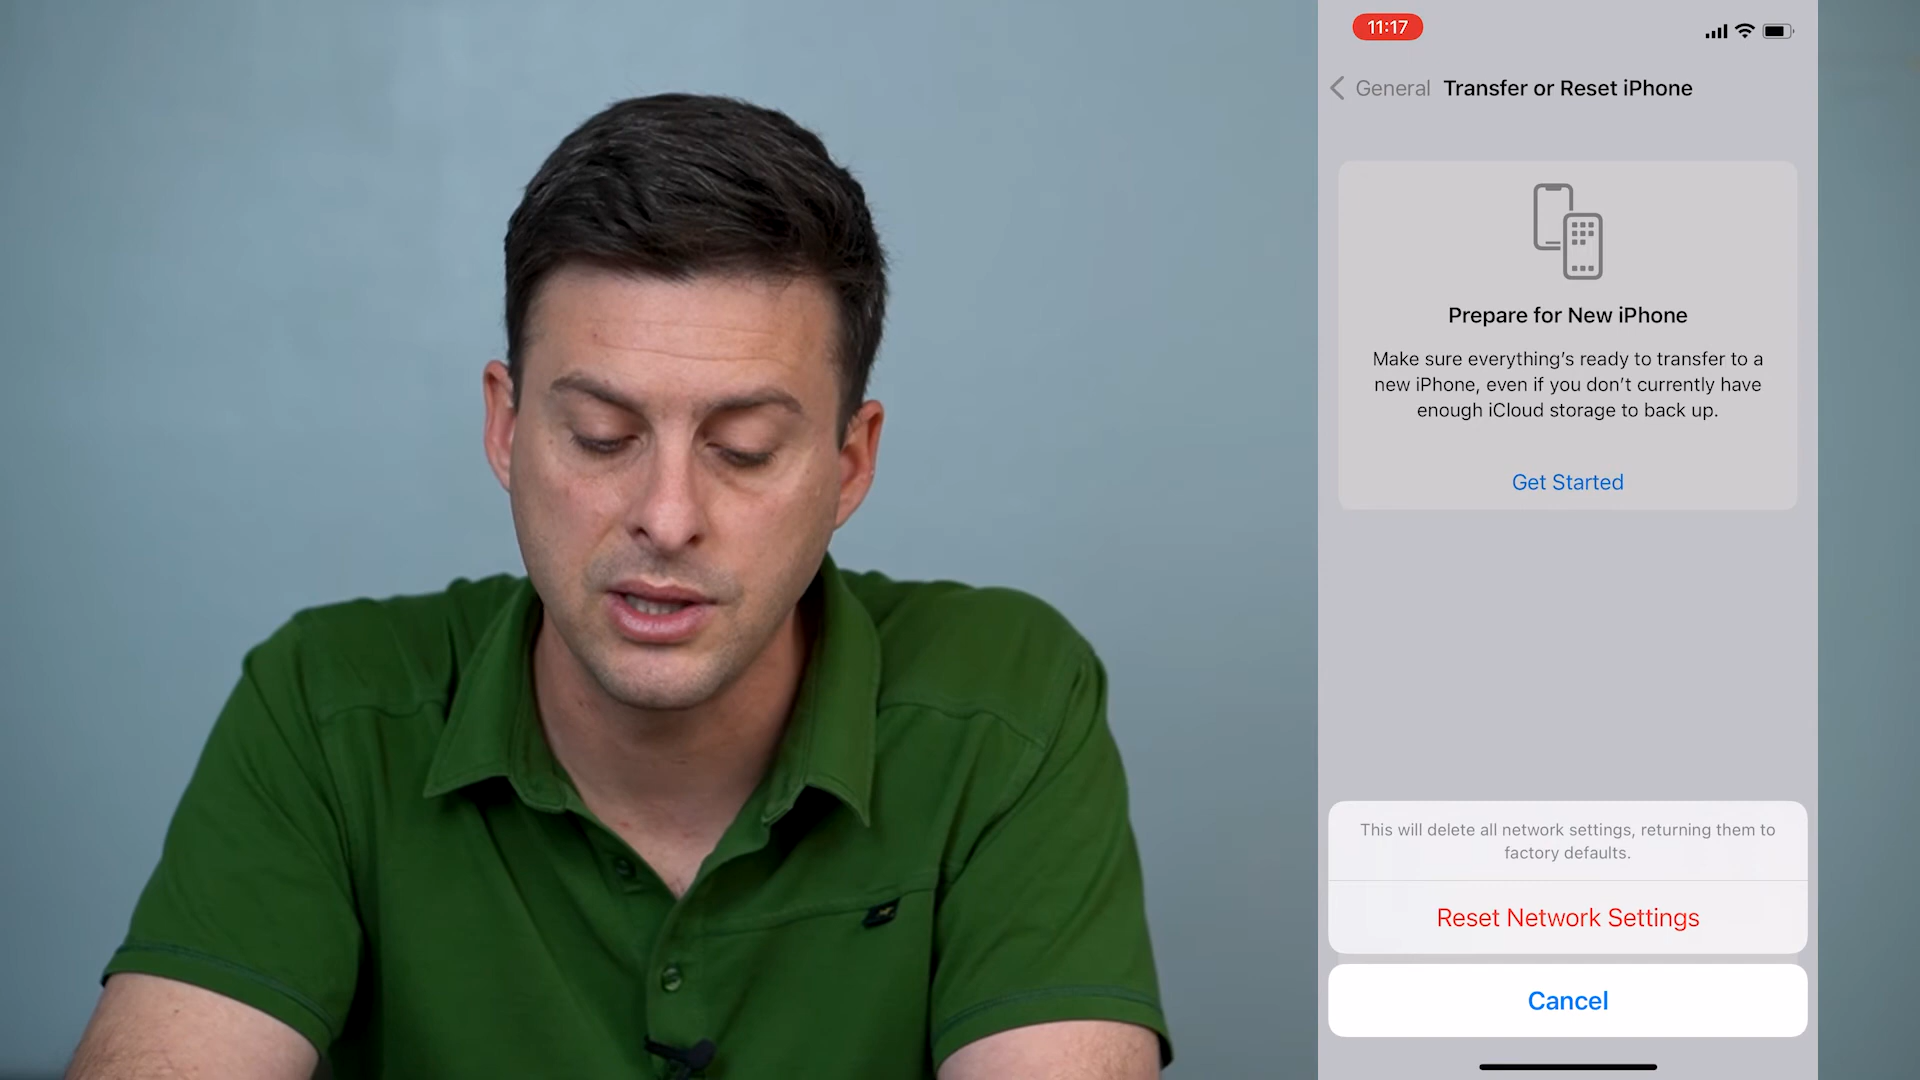 11:17
General Transfer or Reset iPhone
Prepare for New iPhone
Make sure everything's ready to transfer to a
new iPhone, even if you don't currently have
enough iCloud storage to back up.
Get Started
This will delete all network settings, returning them to
factory defaults.
Reset Network Settings
Cancel